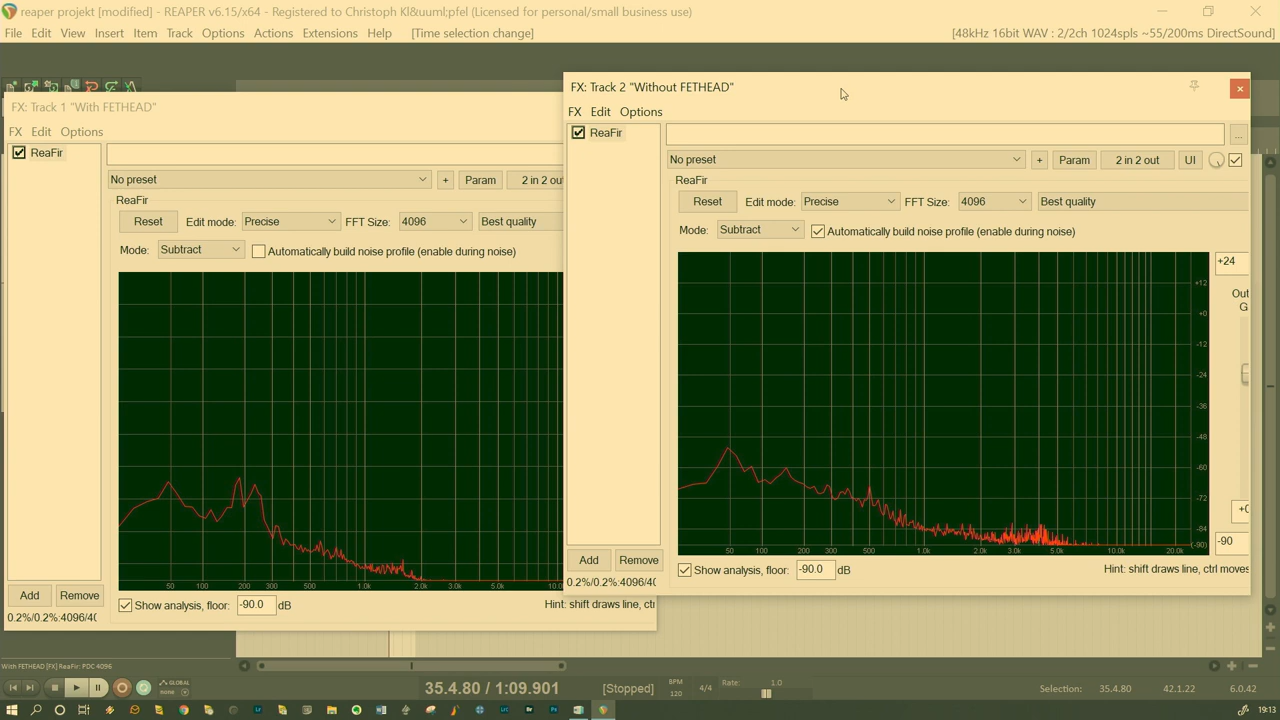 reaper projekt [modified] - REAPER v6.15/x64 - Registered to Christoph Kl&uuml;pfel (Licensed for personal/small business use)
File Edit View Insert Item Track Options Actions Extensions Help [Time selection change] [48kHz 16bit WAV : 2/2ch 1024spls ~55/200ms DirectSound]
FX: Track 1 "With FETHEAD"
FX Edit Options
ReaFir
No preset + Param 2 in 2 out
ReaFir
Reset Edit mode: Precise FFT Size: 4096 Best quality
Mode: Subtract Automatically build noise profile (enable during noise)
50 100 200 300 500 1.0k 2.0k 3.0k 5.0k 10.0
Add Remove
Show analysis, floor: -90.0 dB Hint: shift draws line, ctrl
0.2%/0.2%:4096/40
FX: Track 2 "Without FETHEAD"
FX Edit Options
ReaFir
...
No preset + Param 2 in 2 out UI
ReaFir
Reset Edit mode: Precise FFT Size: 4096 Best quality
Mode: Subtract Automatically build noise profile (enable during noise)
+24
+12
+0
-12
-24
-36
-48
-60
-72
-84
(-90)
Out
G
+0
-90
50 100 200 300 500 1.0k 2.0k 3.0k 5.0k 10.0k 20.0k
Add Remove
Show analysis, floor: -90.0 dB Hint: shift draws line, ctrl moves
0.2%/0.2%:4096/40
With FETHEAD [FX] ReaFir: PDC 4096
GLOBAL
none
35.4.80 / 1:09.901 [Stopped] BPM 120 4/4 Rate: 1.0 Selection: 35.4.80 42.1.22 6.0.42
19:13